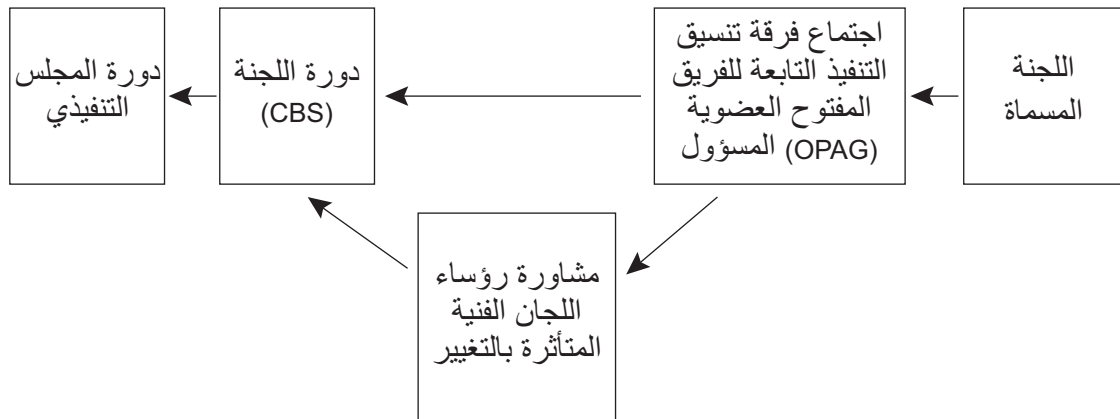 اللجنة
المسماة
اجتماع فرقة تنسيق
التنفيذ التابعة للفريق
المفتوح العضوية
(OPAG) المسؤول
دورة اللجنة
(CBS)
دورة المجلس
التنفيذي
مشاورة رؤساء
اللجان الفنية
المتأثرة بالتغيير